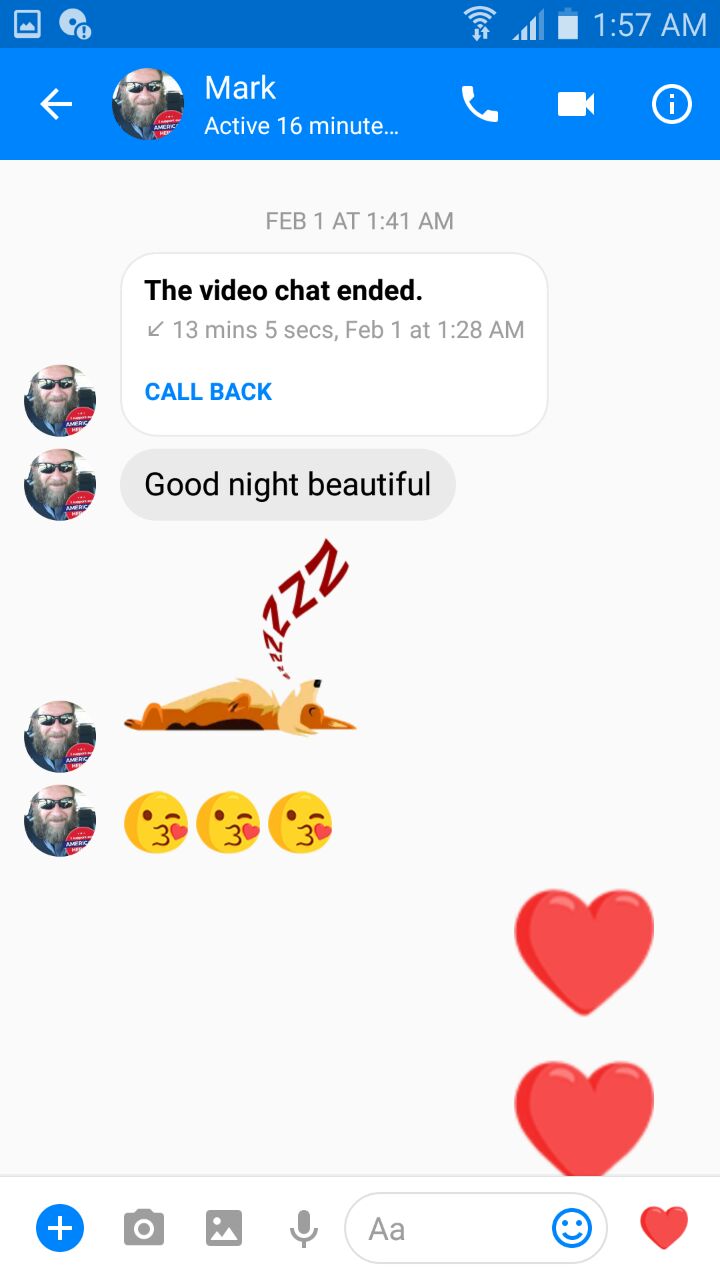 1:57 AM
Mark
Active 16 minute...
FEB 1 AT 1:41 AM
The video chat ended.
↙ 13 mins 5 secs, Feb 1 at 1:28 AM
CALL BACK
Good night beautiful
ZZZZZZ
Aa